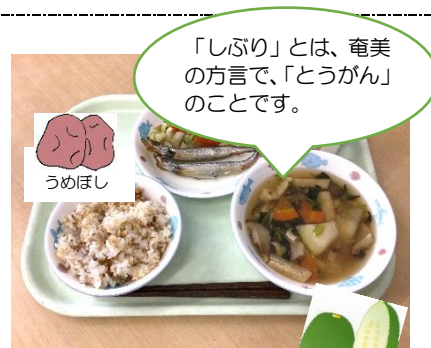 「しぶり」とは、奄美
の方言で、「とうがん」
のことです。
うめぼし